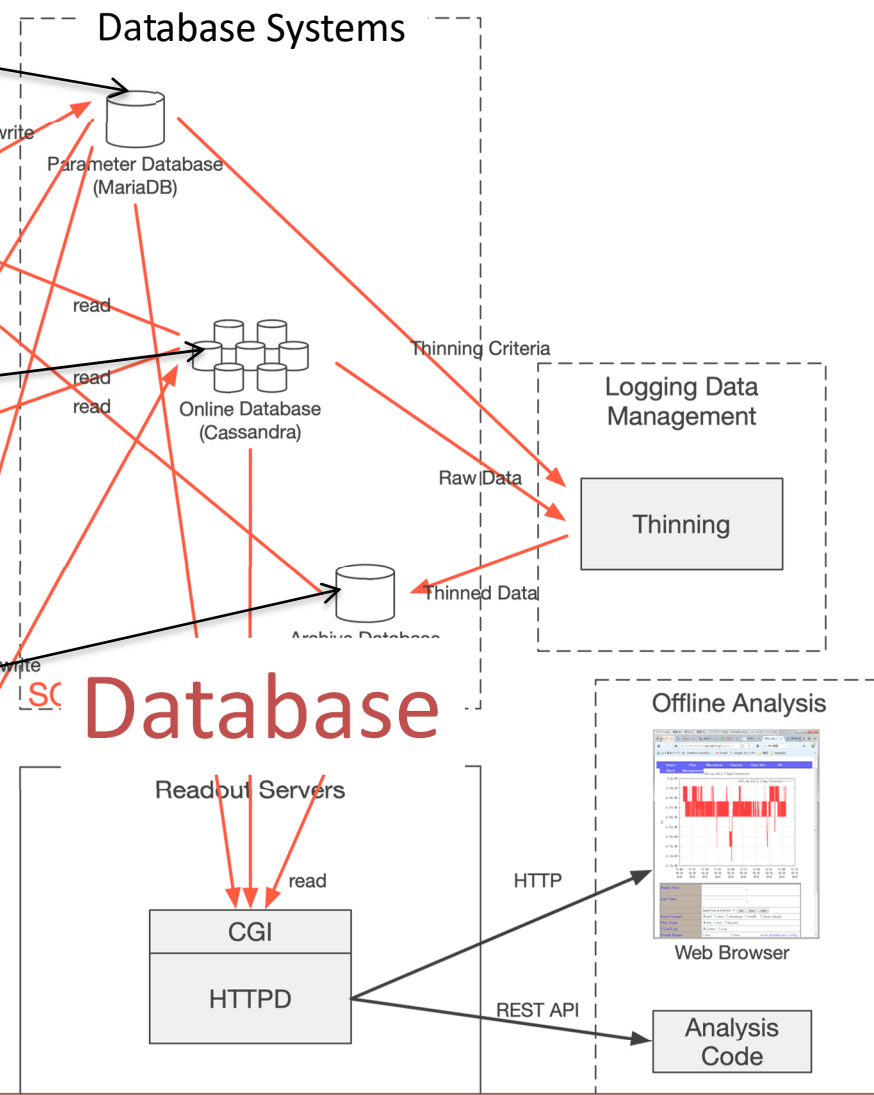 Database Systems
write
Parameter Database
(MariaDB)
read
Thinning Criteria
read
read
Online Database
(Cassandra)
Logging Data
Management
Raw Data
Thinning
Thinned Data
Archive Database
write
Database
Offline Analysis
Readout Servers
read
HTTP
CGI
HTTPD
Web Browser
REST API
Analysis
Code